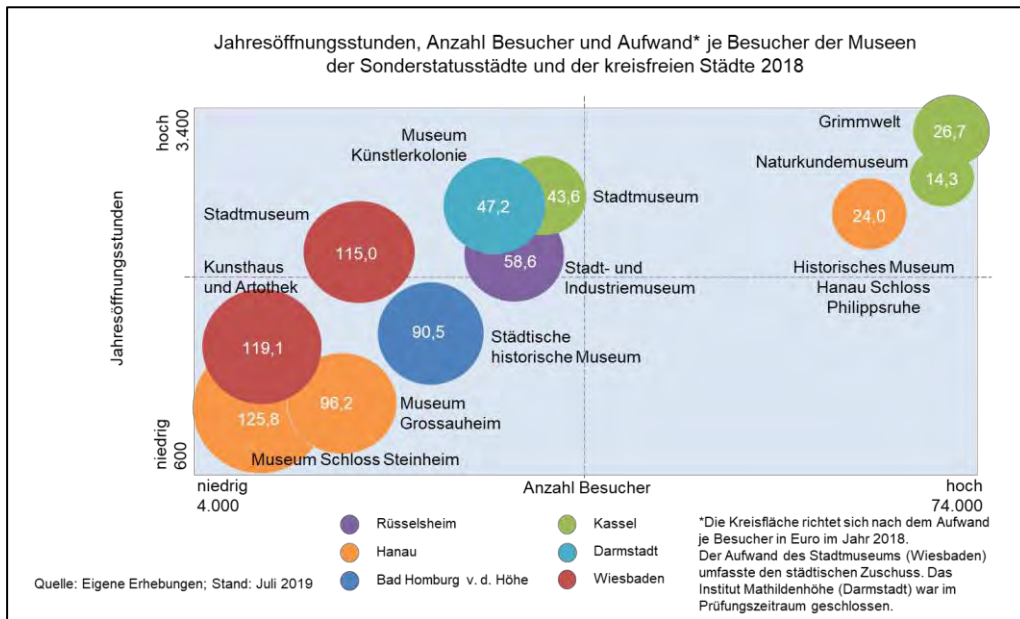 Jahresöffnungsstunden, Anzahl Besucher und Aufwand* je Besucher der Museen
der Sonderstatusstädte und der kreisfreien Städte 2018
hoch
3.400
Jahresöffnungsstunden
niedrig
600
Grimmwelt
26,7
Naturkundemuseum
14,3
24,0
Historisches Museum
Hanau Schloss
Philippsruhe
Museum
Künstlerkolonie
47,2
43,6
Stadtmuseum
Stadtmuseum
115,0
58,6
Stadt- und
Industriemuseum
Kunsthaus
und Artothek
119,1
90,5
Städtische
historische Museum
125,8
96,2
Museum
Grossauheim
Museum Schloss Steinheim
niedrig
4.000
Anzahl Besucher
hoch
74.000
Rüsselsheim
Kassel
Hanau
Darmstadt
Bad Homburg v. d. Höhe
Wiesbaden
*Die Kreisfläche richtet sich nach dem Aufwand
je Besucher in Euro im Jahr 2018.
Der Aufwand des Stadtmuseums (Wiesbaden)
umfasste den städtischen Zuschuss. Das
Institut Mathildenhöhe (Darmstadt) war im
Prüfungszeitraum geschlossen.
Quelle: Eigene Erhebungen; Stand: Juli 2019